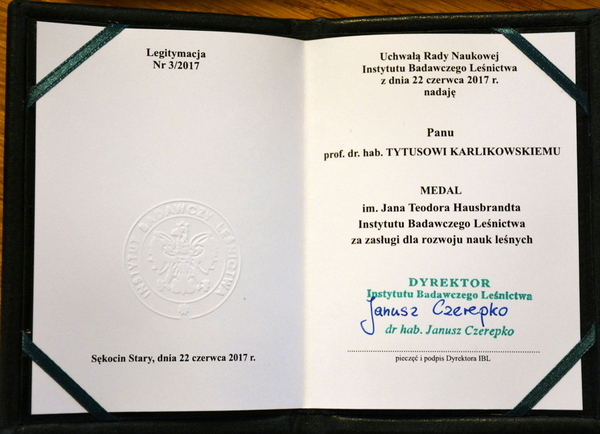 Legitymacja
Nr 3/2017
INSTYTUT BADAWCZY LEŚNICTWA
Sękocin Stary, dnia 22 czerwca 2017 r.
Uchwałą Rady Naukowej
Instytutu Badawczego Leśnictwa
z dnia 22 czerwca 2017 r.
nadaję
Panu
prof. dr. hab. TYTUSOWI KARLIKOWSKIEMU
MEDAL
im. Jana Teodora Hausbrandta
Instytutu Badawczego Leśnictwa
za zasługi dla rozwoju nauk leśnych
DYREKTOR
Instytutu Badawczego Leśnictwa
Janusz Czerepko
dr hab. Janusz Czerepko
pieczęć i podpis Dyrektora IBL